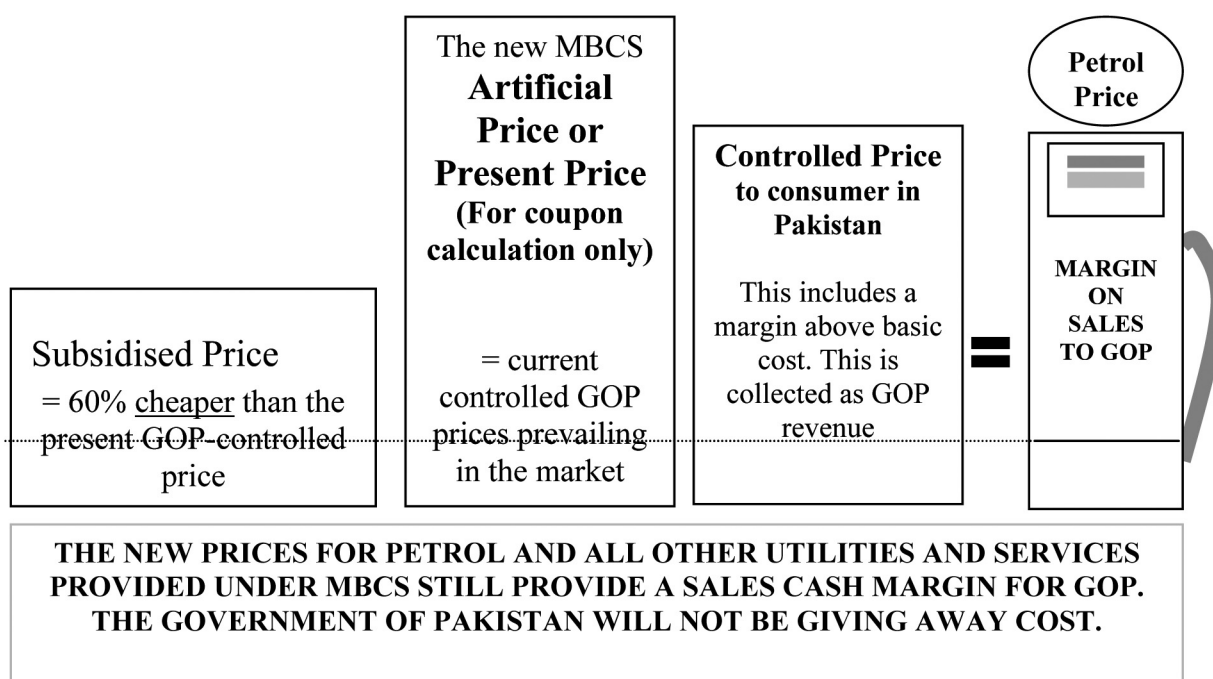 Subsidised Price
= 60% cheaper than the
present GOP-controlled
price
The new MBCS
Artificial
Price or
Present Price
(For coupon
calculation only)
= current
controlled GOP
prices prevailing
in the market
Controlled Price
to consumer in
Pakistan
This includes a
margin above basic
cost. This is
collected as GOP
revenue
=
Petrol
Price
MARGIN
ON
SALES
TO GOP
THE NEW PRICES FOR PETROL AND ALL OTHER UTILITIES AND SERVICES
PROVIDED UNDER MBCS STILL PROVIDE A SALES CASH MARGIN FOR GOP.
THE GOVERNMENT OF PAKISTAN WILL NOT BE GIVING AWAY COST.